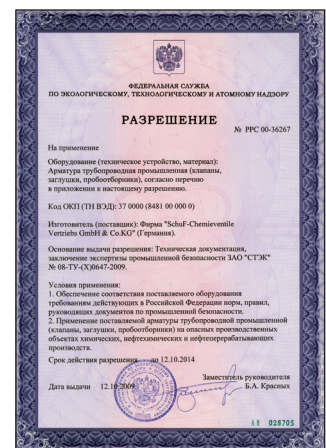 ФЕДЕРАЛЬНАЯ СЛУЖБА
ПО ЭКОЛОГИЧЕСКОМУ, ТЕХНОЛОГИЧЕСКОМУ И АТОМНОМУ НАДЗОРУ
РАЗРЕШЕНИЕ
№ РРС 00-36267
На применение
Оборудование (техническое устройство, материал):
Арматура трубопроводная промышленная (клапаны,
заглушки, пробоотборники), согласно перечню
в приложении к настоящему разрешению.
Код ОКП (ТН ВЭД): 37 0000 (8481 00 000 0)
Изготовитель (поставщик): Фирма "SchuF-Chemieventile
Vertriebs GmbH & Co.KG" (Германия).
Основание выдачи разрешения: Техническая документация,
заключение экспертизы промышленной безопасности ЗАО "СТЭК"
№ 08-ТУ-(Х)0647-2009.
Условия применения:
1. Обеспечение соответствия поставляемого оборудования
требованиям действующих в Российской Федерации норм, правил,
руководящих документов по промышленной безопасности.
2. Применение поставляемой арматуры трубопроводной промышленной
(клапаны, заглушки, пробоотборники) на опасных производственных
объектах химических, нефтехимических и нефтеперерабатывающих
производств.
Срок действия разрешения до 12.10.2014
Заместитель руководителя
Дата выдачи 12.10.2009 Б.А. Красных
АВ 028705